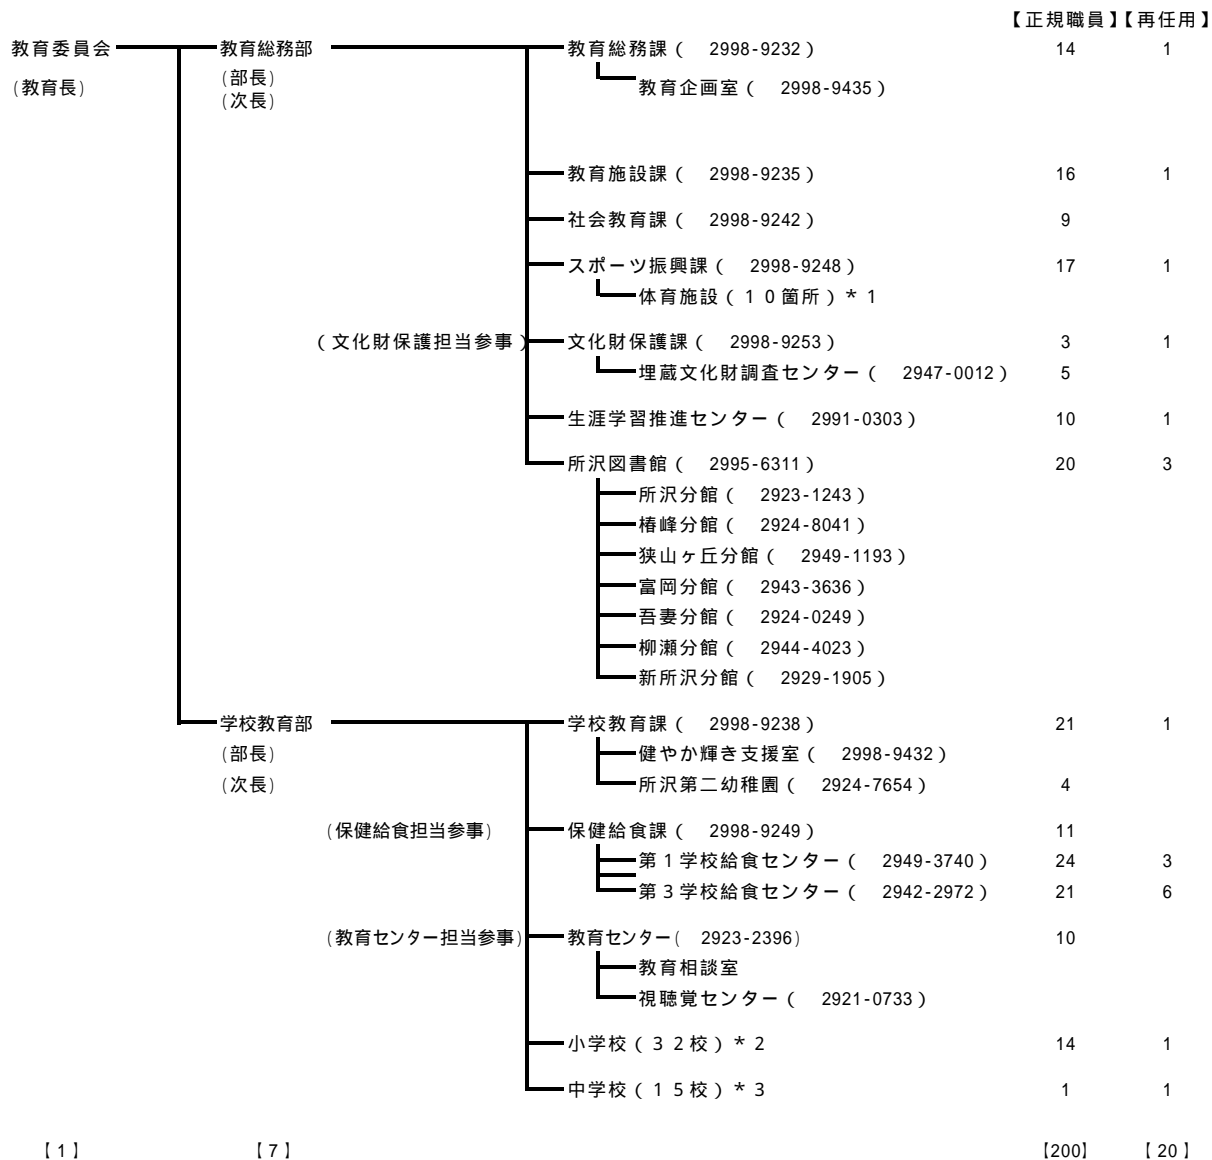 【正規職員】【再任用】
教育委員会 教育総務部 教育総務課( 2998-9232) 14 1
(教育長) (部長) 教育企画室( 2998-9435)
(次長)
教育施設課( 2998-9235) 16 1
社会教育課( 2998-9242) 9
スポーツ振興課( 2998-9248) 17 1
体育施設(10箇所)*1
(文化財保護担当参事) 文化財保護課( 2998-9253) 3 1
埋蔵文化財調査センター( 2947-0012) 5
生涯学習推進センター( 2991-0303) 10 1
所沢図書館( 2995-6311) 20 3
所沢分館( 2923-1243)
椿峰分館( 2924-8041)
狭山ヶ丘分館( 2949-1193)
富岡分館( 2943-3636)
吾妻分館( 2924-0249)
柳瀬分館( 2944-4023)
新所沢分館( 2929-1905)
学校教育部 学校教育課( 2998-9238) 21 1
(部長) 健やか輝き支援室( 2998-9432)
(次長) 所沢第二幼稚園( 2924-7654) 4
(保健給食担当参事) 保健給食課( 2998-9249) 11
第1学校給食センター( 2949-3740) 24 3
第3学校給食センター( 2942-2972) 21 6
(教育センター担当参事) 教育センター( 2923-2396) 10
教育相談室
視聴覚センター( 2921-0733)
小学校(32校)*2 14 1
中学校(15校)*3 1 1
【1】 【7】 【200】 【20】